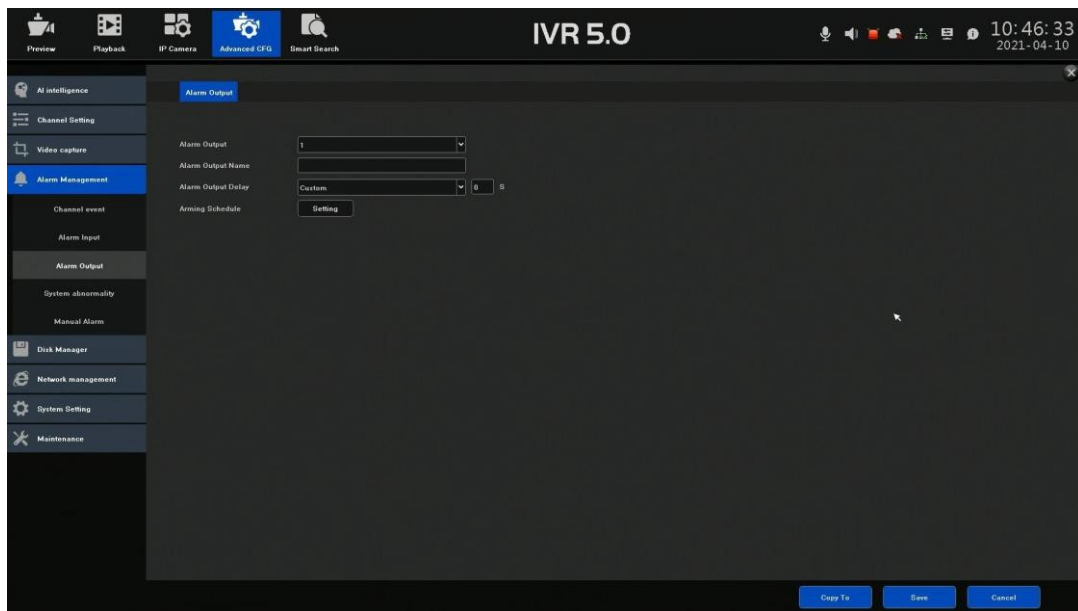 IVR 5.0
10:46:33
2021-04-10
Preview
Playback
IP Camera
Advanced CFG
Smart Search
AI intelligence
Channel Setting
Video capture
Alarm Management
Channel event
Alarm Input
Alarm Output
System abnormality
Manual Alarm
Disk Manager
Network management
System Setting
Maintenance
Alarm Output
Alarm Output 1
Alarm Output Name
Alarm Output Delay Custom 0 S
Arming Schedule Setting
Copy To Save Cancel